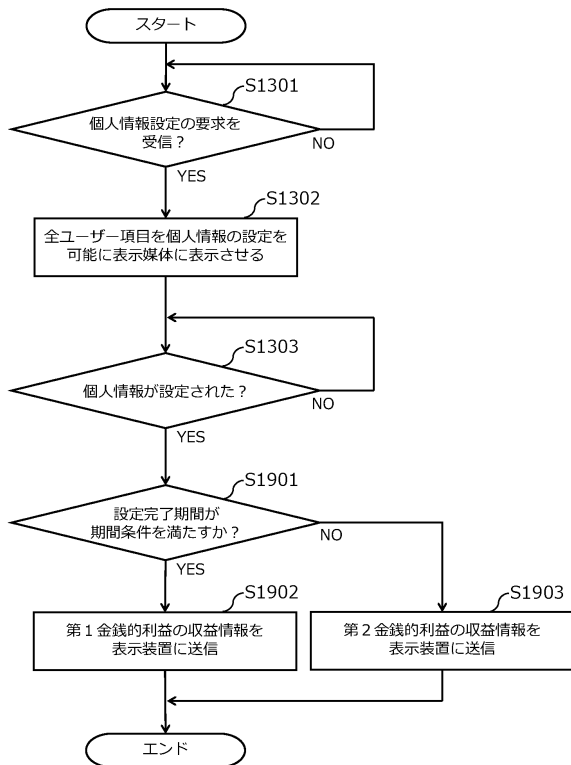 スタート
S1301
個人情報設定の要求を
受信?
NO
YES
S1302
全ユーザー項目を個人情報の設定を
可能に表示媒体に表示させる
S1303
個人情報が設定された?
NO
YES
S1901
設定完了期間が
期間条件を満たすか?
NO
YES
S1902
第1金銭的利益の収益情報を
表示装置に送信
S1903
第2金銭的利益の収益情報を
表示装置に送信
エンド